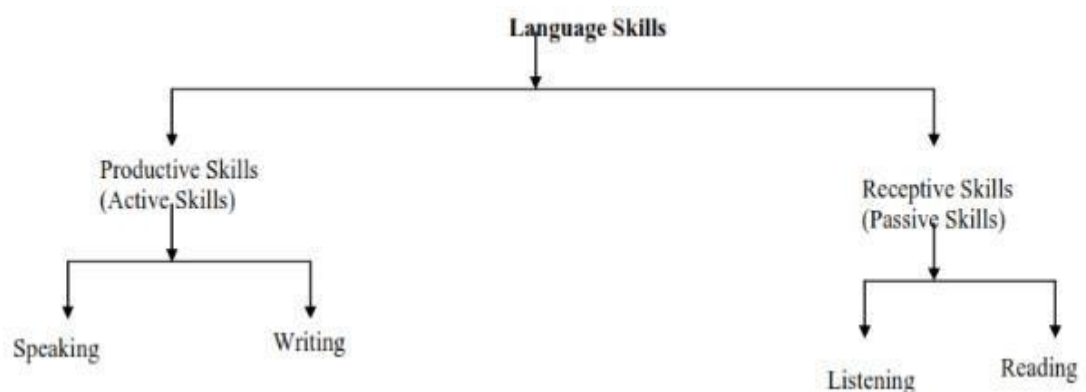 Language Skills
Productive Skills
(Active Skills)
Receptive Skills
(Passive Skills)
Speaking
Writing
Listening
Reading